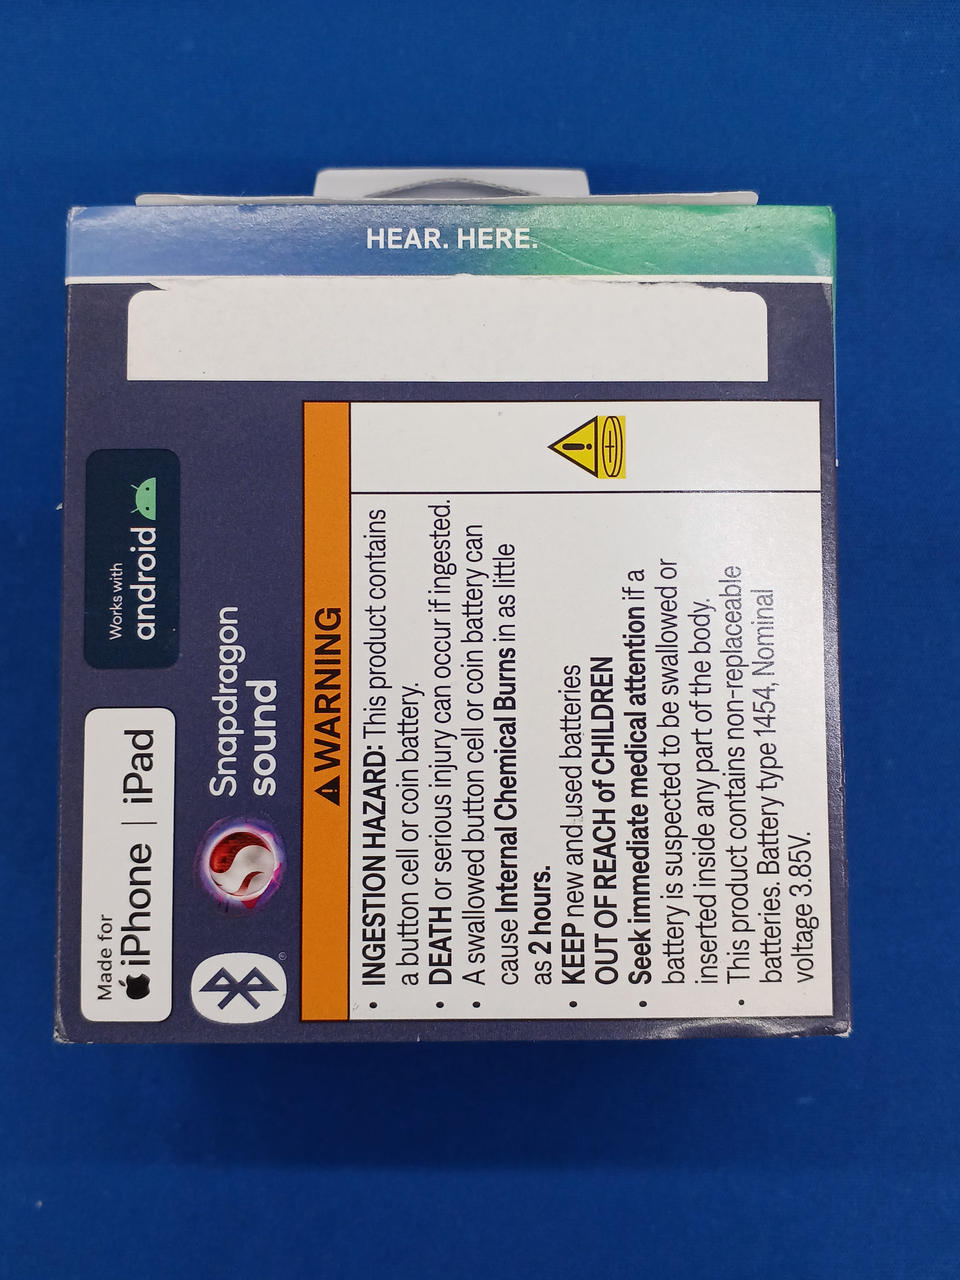 HEAR. HERE.
Made for
iPhone | iPad
Works with
android
Snapdragon
sound
®
WARNING
• INGESTION HAZARD: This product contains
a button cell or coin battery.
• DEATH or serious injury can occur if ingested.
• A swallowed button cell or coin battery can
cause Internal Chemical Burns in as little
as 2 hours.
• KEEP new and used batteries
OUT OF REACH of CHILDREN
• Seek immediate medical attention if a
battery is suspected to be swallowed or
inserted inside any part of the body.
• This product contains non-replaceable
batteries. Battery type 1454, Nominal
voltage 3.85V.